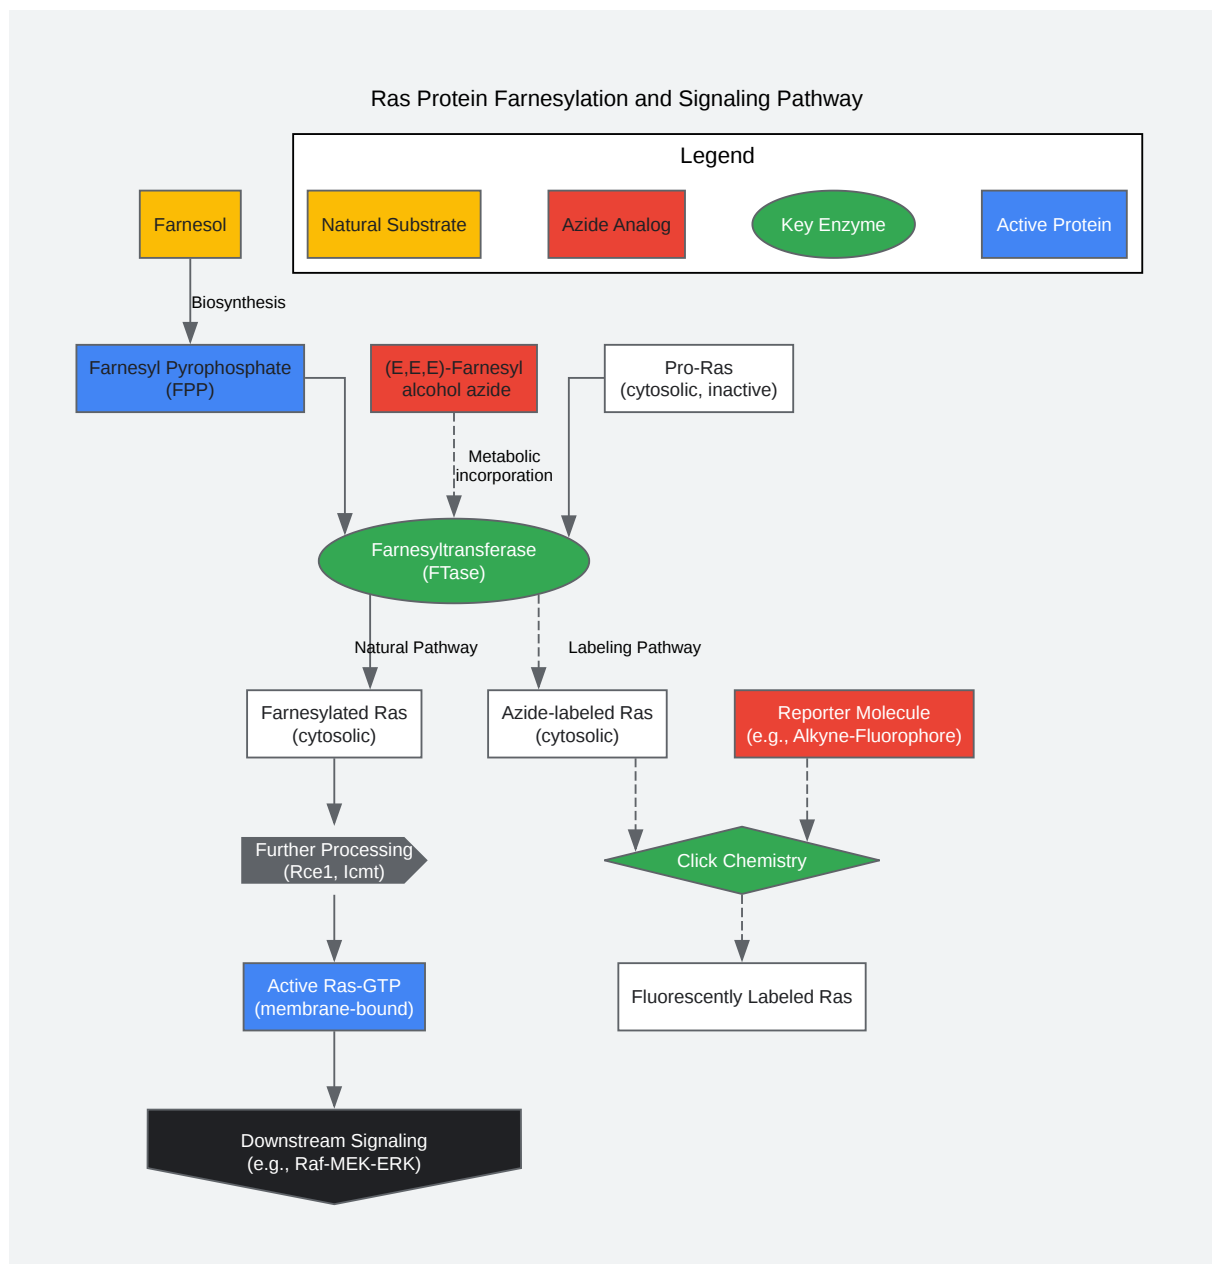 Ras Protein Farnesylation and Signaling Pathway
Legend
Farnesol
Natural Substrate
Azide Analog
Key Enzyme
Active Protein
Biosynthesis
Farnesyl Pyrophosphate
(FPP)
(E,E,E)-Farnesyl
alcohol azide
Pro-Ras
(cytosolic, inactive)
Metabolic
incorporation
Farnesyltransferase
(FTase)
Natural Pathway
Labeling Pathway
Farnesylated Ras
(cytosolic)
Azide-labeled Ras
(cytosolic)
Reporter Molecule
(e.g., Alkyne-Fluorophore)
Further Processing
(Rce1, Icmt)
Click Chemistry
Active Ras-GTP
(membrane-bound)
Fluorescently Labeled Ras
Downstream Signaling
(e.g., Raf-MEK-ERK)